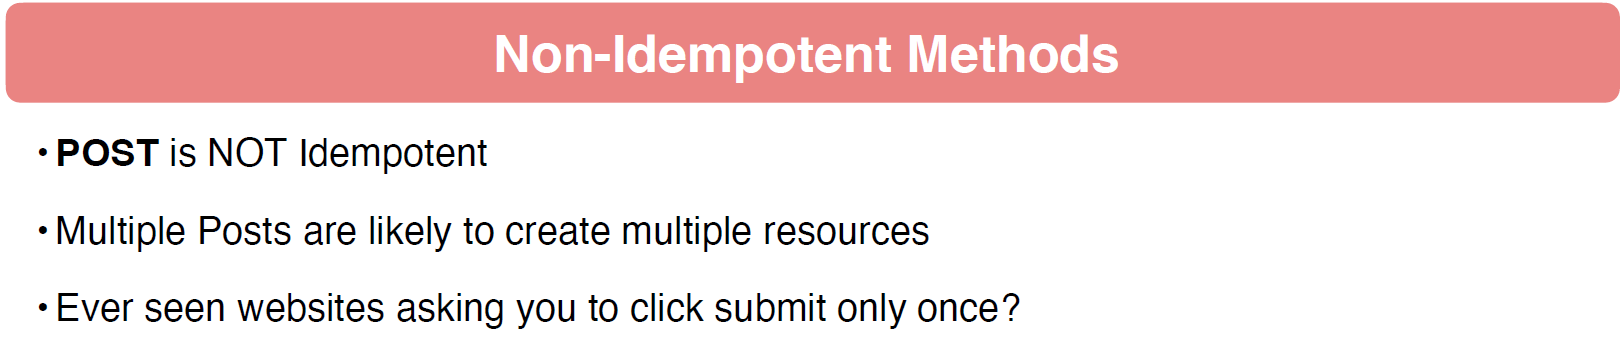 Non-Idempotent Methods
• POST is NOT Idempotent
• Multiple Posts are likely to create multiple resources
• Ever seen websites asking you to click submit only once?